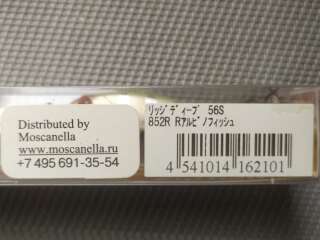 Distributed by
Moscanella
www.moscanella.ru
+7 495 691-35-54
ﾘｯｼﾞﾃﾞｨｰﾌﾟ 56S
852R Rｱﾙﾋﾞﾉﾌｨｯｼｭ
4 541014 162101